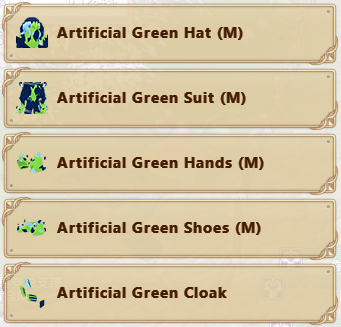 Artificial Green Hat (M)
Artificial Green Suit (M)
Artificial Green Hands (M)
Artificial Green Shoes (M)
Artificial Green Cloak